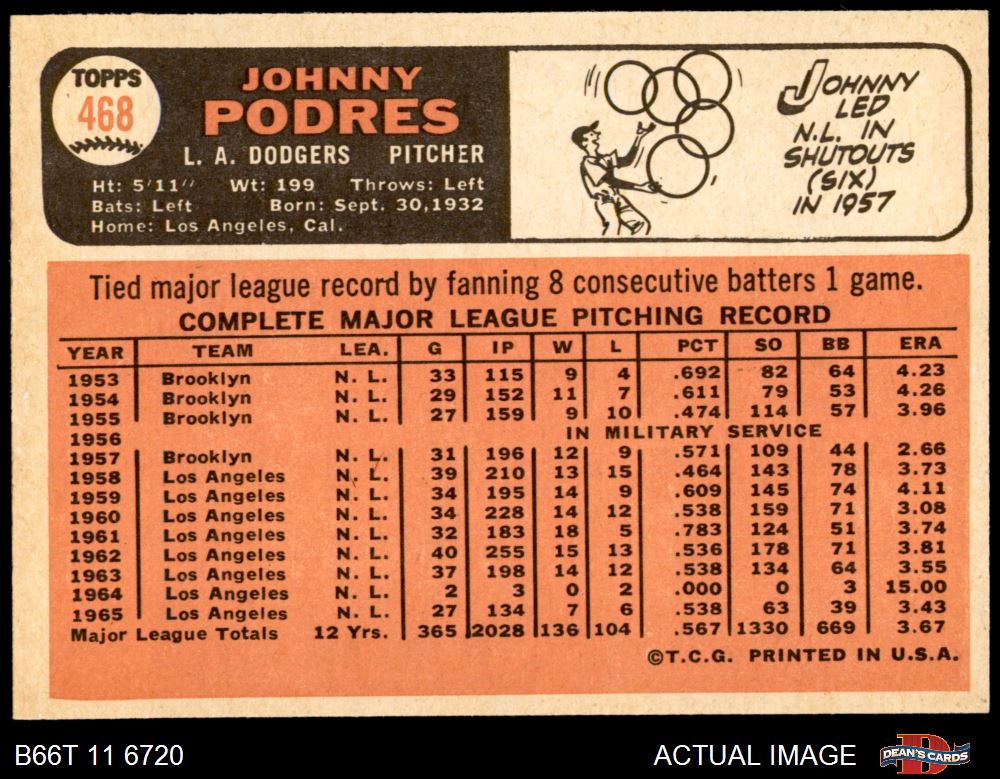 TOPPS
468
JOHNNY
PODRES
L. A. DODGERS PITCHER
Ht: 5'11" Wt: 199 Throws: Left
Bats: Left Born: Sept. 30,1932
Home: Los Angeles, Cal.
JOHNNY
LED
N.L. IN
SHUTOUTS
(SIX)
IN 1957
Tied major league record by fanning 8 consecutive batters 1 game.
COMPLETE MAJOR LEAGUE PITCHING RECORD
YEAR TEAM LEA. G IP W L PCT SO BB ERA
1953 Brooklyn N. L. 33 115 9 4 .692 82 64 4.23
1954 Brooklyn N. L. 29 152 11 7 .611 79 53 4.26
1955 Brooklyn N. L. 27 159 9 10 .474 114 57 3.96
1956 IN MILITARY SERVICE
1957 Brooklyn N. L. 31 196 12 9 .571 109 44 2.66
1958 Los Angeles N. L. 39 210 13 15 .464 143 78 3.73
1959 Los Angeles N. L. 34 195 14 9 .609 145 74 4.11
1960 Los Angeles N. L. 34 228 14 12 .538 159 71 3.08
1961 Los Angeles N. L. 32 183 18 5 .783 124 51 3.74
1962 Los Angeles N. L. 40 255 15 13 .536 178 71 3.81
1963 Los Angeles N. L. 37 198 14 12 .538 134 64 3.55
1964 Los Angeles N. L. 2 3 0 2 .000 0 3 15.00
1965 Los Angeles N. L. 27 134 7 6 .538 63 39 3.43
Major League Totals 12 Yrs. 365 2028 136 104 .567 1330 669 3.67
©T.C.G. PRINTED IN U.S.A.
B66T 11 6720 ACTUAL IMAGE DEAN'S CARDS